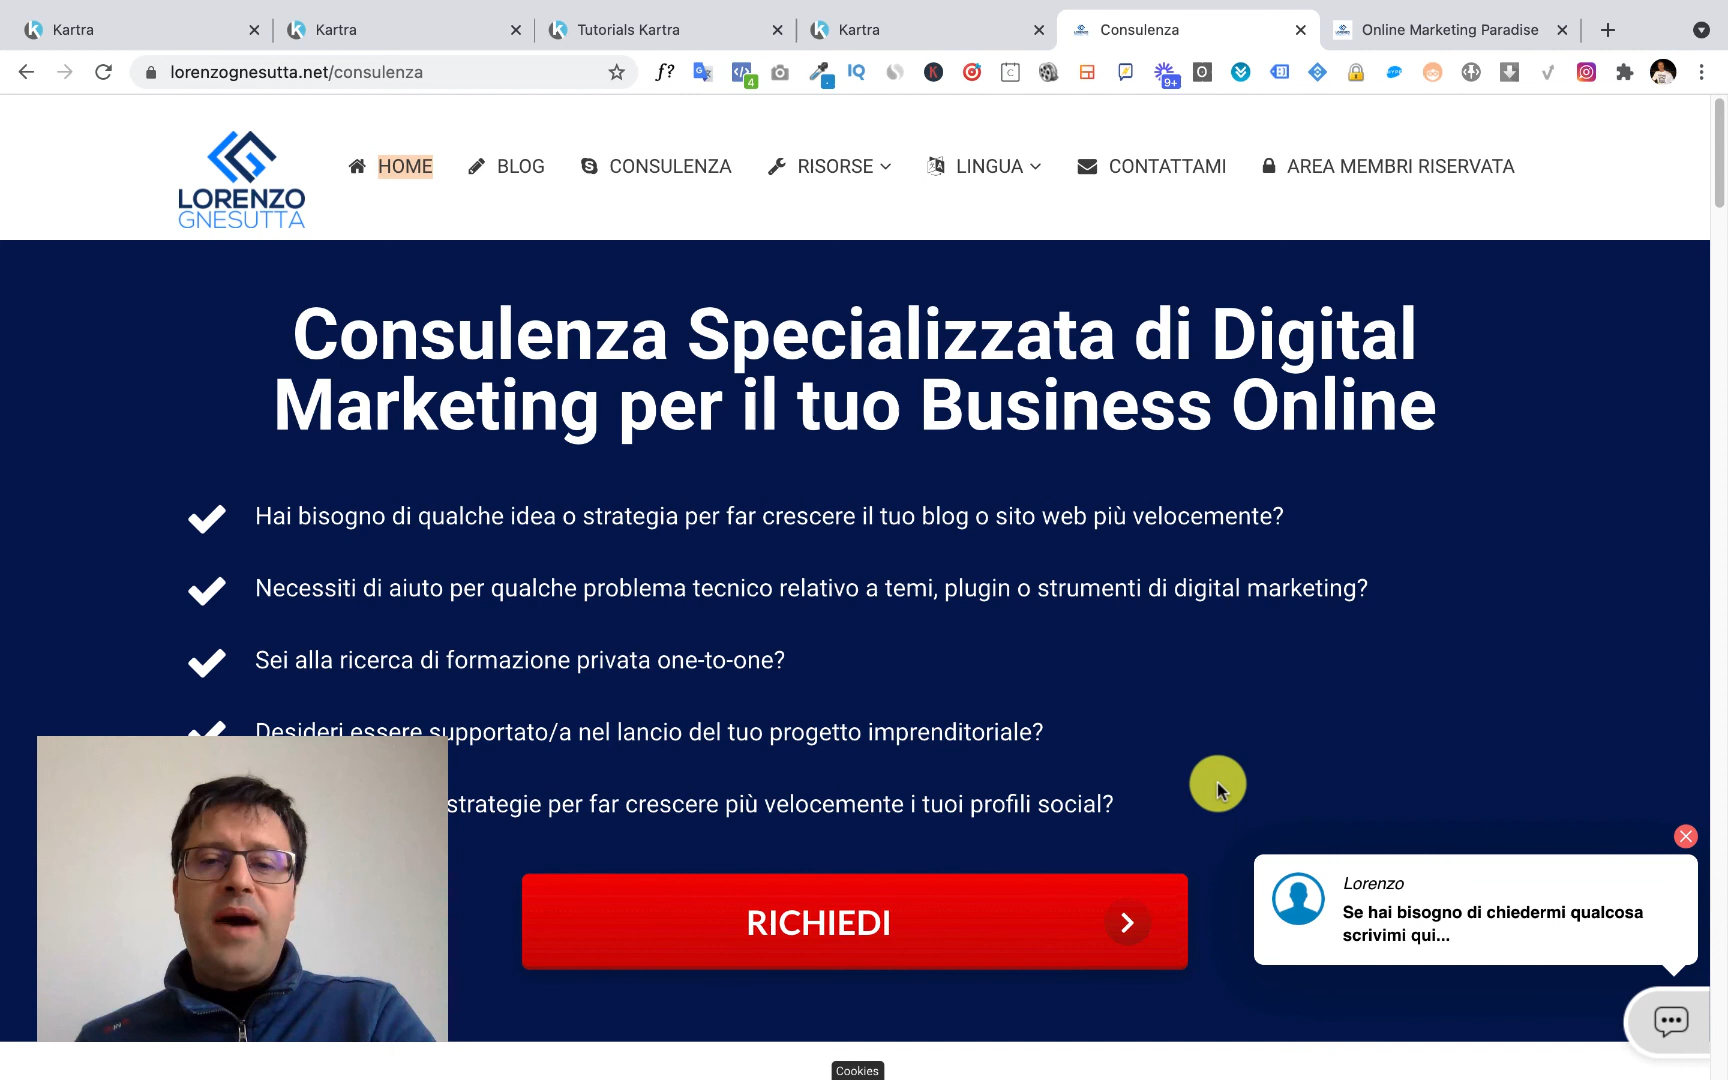 Kartra
Kartra
Tutorials Kartra
Kartra
Consulenza
Online Marketing Paradise
lorenzognesutta.net/consulenza
f?
4
IQ
K
C
9+
O
LORENZO
GNESUTTA
HOME
BLOG
CONSULENZA
RISORSE
LINGUA
CONTATTAMI
AREA MEMBRI RISERVATA
Consulenza Specializzata di Digital
Marketing per il tuo Business Online
Hai bisogno di qualche idea o strategia per far crescere il tuo blog o sito web più velocemente?
Necessiti di aiuto per qualche problema tecnico relativo a temi, plugin o strumenti di digital marketing?
Sei alla ricerca di formazione privata one-to-one?
Desideri essere supportato/a nel lancio del tuo progetto imprenditoriale?
strategie per far crescere più velocemente i tuoi profili social?
RICHIEDI
Lorenzo
Se hai bisogno di chiedermi qualcosa
scrivimi qui...
Cookies